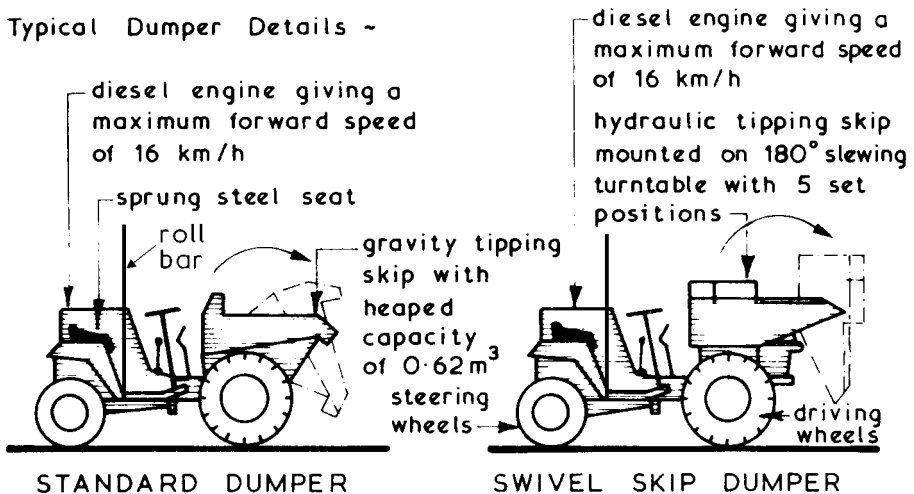 Typical Dumper Details ~
diesel engine giving a
maximum forward speed
of 16 km/h
sprung steel seat
roll
bar
gravity tipping
skip with
heaped
capacity
of 0·62m³
steering
wheels
STANDARD DUMPER
diesel engine giving a
maximum forward speed
of 16 km/h
hydraulic tipping skip
mounted on 180° slewing
turntable with 5 set
positions
driving
wheels
SWIVEL SKIP DUMPER